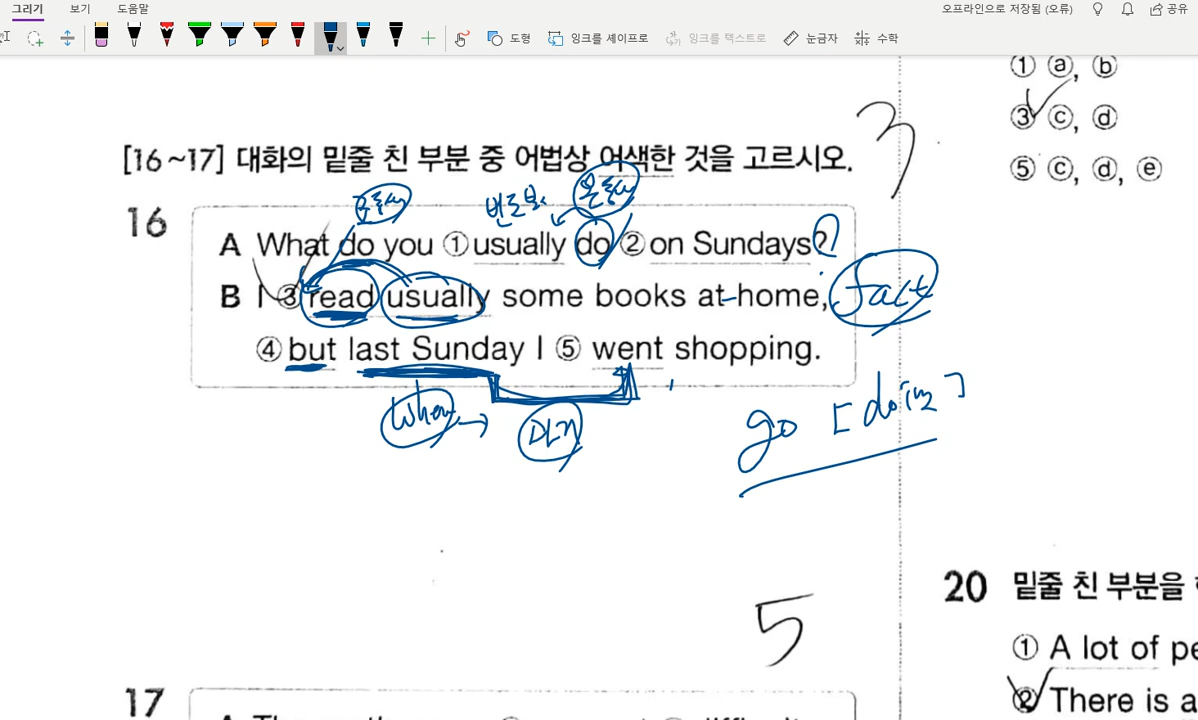 그리기 보기 도움말 오프라인으로 저장됨 (오류) 공유
도형 잉크를 셰이프로 잉크를 텍스트로 눈금자 수학
① ⓐ, ⓑ
③ ⓒ, ⓓ
⑤ ⓒ, ⓓ, ⓔ
3
[16~17] 대화의 밑줄 친 부분 중 어법상 어색한 것을 고르시오.
16
A What do you ① usually do ② on Sundays?
B I ③ read usually some books at home,
④ but last Sunday I ⑤ went shopping.
fact
when
과거
go [doing]
5
17
20 밑줄 친 부분을
① A lot of pe
② There is a